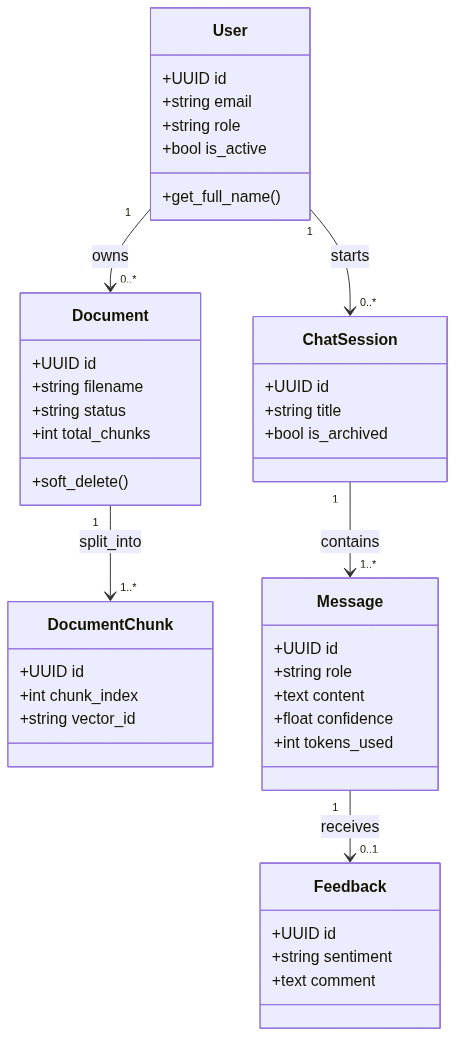 User
+UUID id
+string email
+string role
+bool is_active
+get_full_name()
1
1
owns
starts
0..*
0..*
Document
+UUID id
+string filename
+string status
+int total_chunks
+soft_delete()
ChatSession
+UUID id
+string title
+bool is_archived
1
1
split_into
contains
1..*
1..*
DocumentChunk
+UUID id
+int chunk_index
+string vector_id
Message
+UUID id
+string role
+text content
+float confidence
+int tokens_used
1
receives
0..1
Feedback
+UUID id
+string sentiment
+text comment